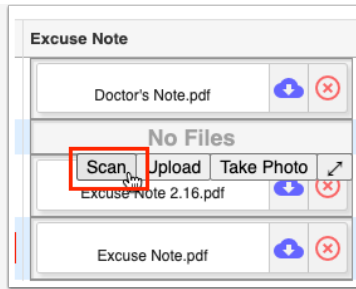 Excuse Note
Doctor's Note.pdf
No Files
Scan Upload Take Photo
Excuse Note 2.16.pdf
Excuse Note.pdf